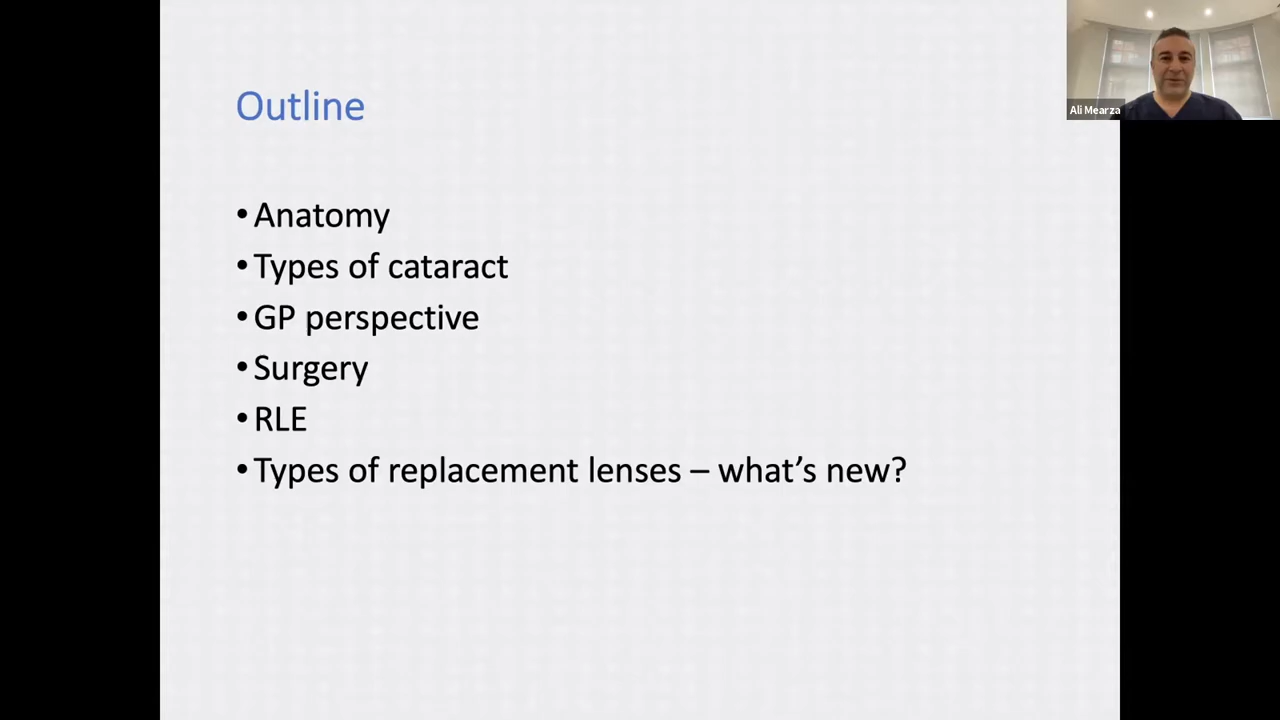 Outline
• Anatomy
• Types of cataract
• GP perspective
• Surgery
• RLE
• Types of replacement lenses – what’s new?
Ali Mearza